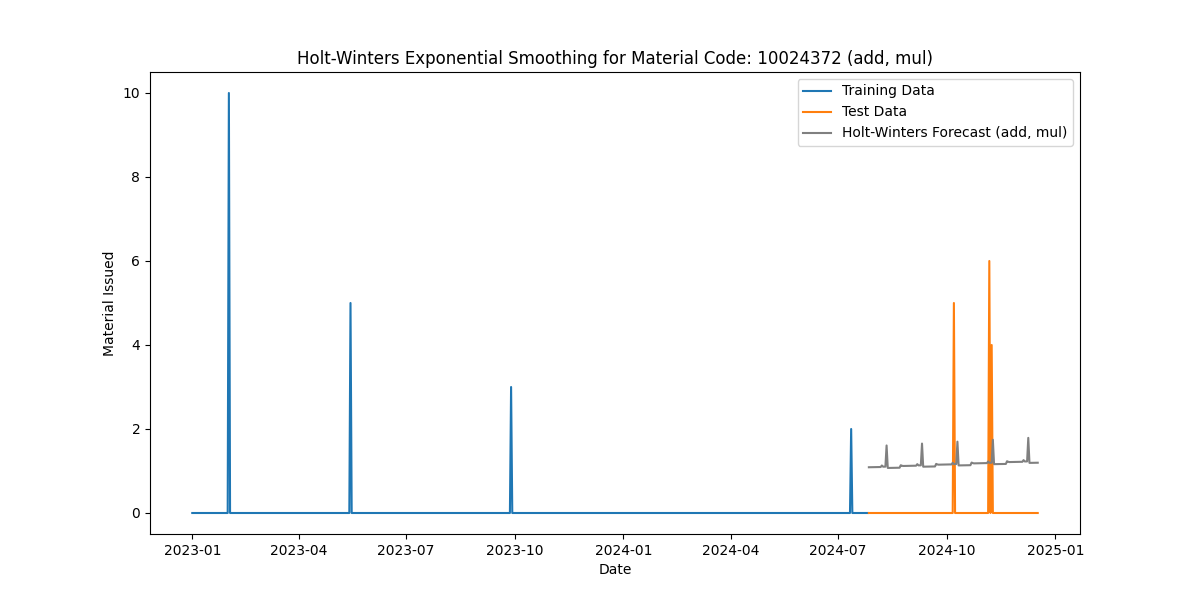 Holt-Winters Exponential Smoothing for Material Code: 10024372 (add, mul)
Training Data
Test Data
Holt-Winters Forecast (add, mul)
Material Issued
10
8
6
4
2
0
2023-01 2023-04 2023-07 2023-10 2024-01 2024-04 2024-07 2024-10 2025-01
Date